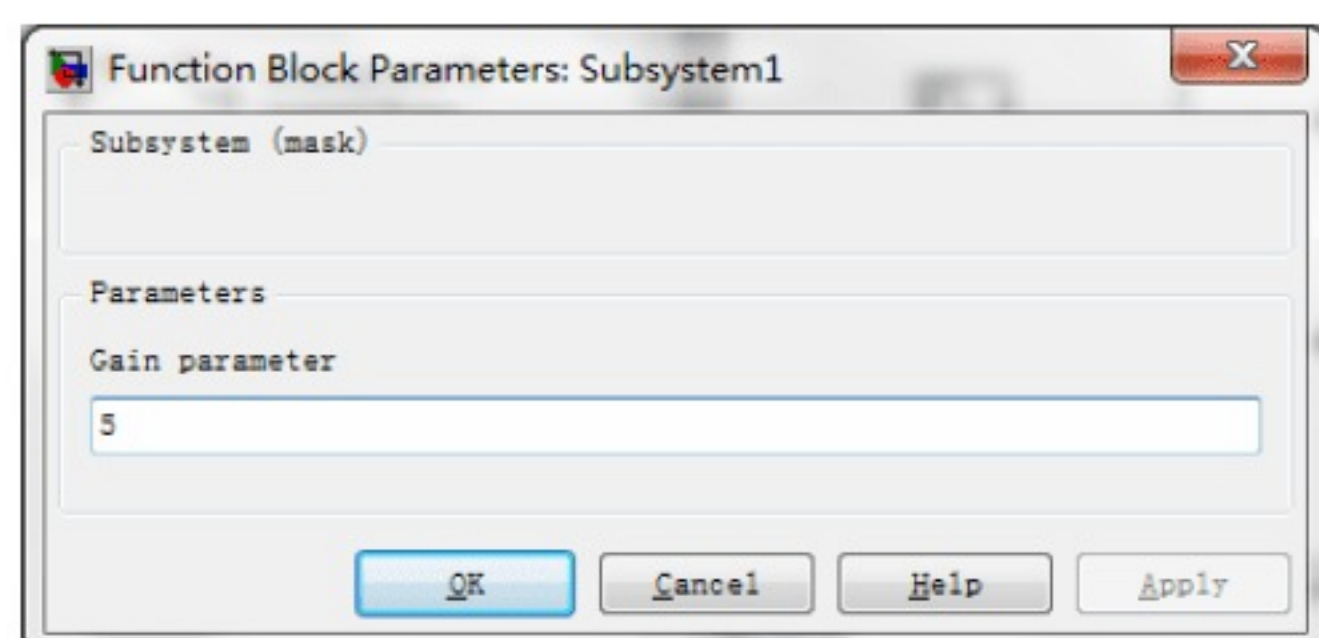 Function Block Parameters: Subsystem1
Subsystem (mask)
Parameters
Gain parameter
5
OK Cancel Help Apply